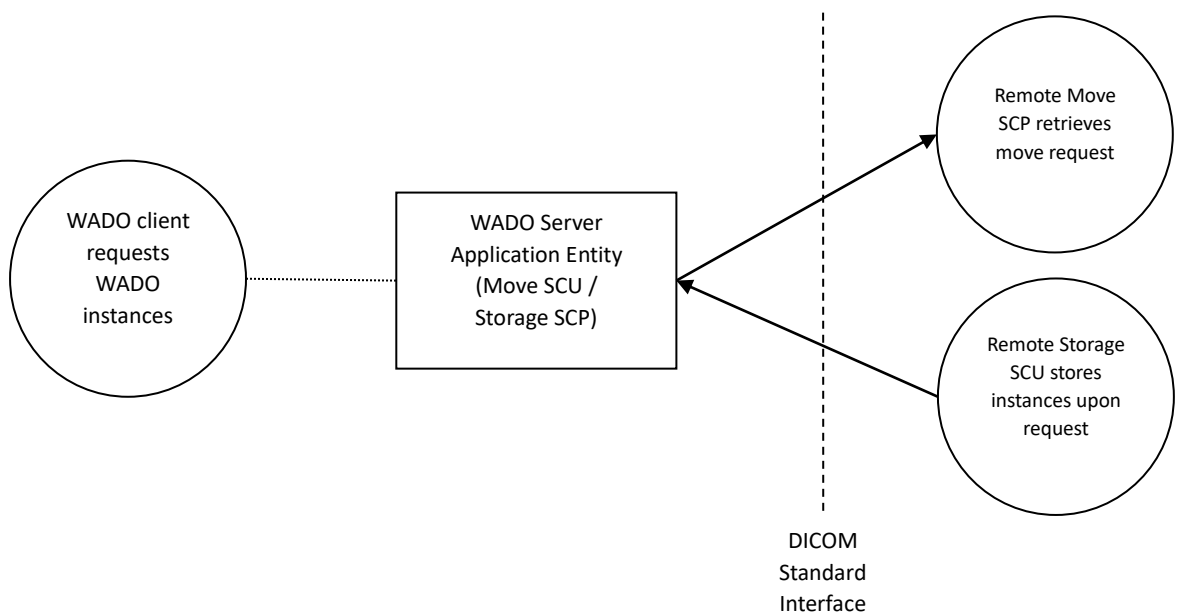 WADO client
requests
WADO
instances
WADO Server
Application Entity
(Move SCU /
Storage SCP)
Remote Move
SCP retrieves
move request
Remote Storage
SCU stores
instances upon
request
DICOM
Standard
Interface